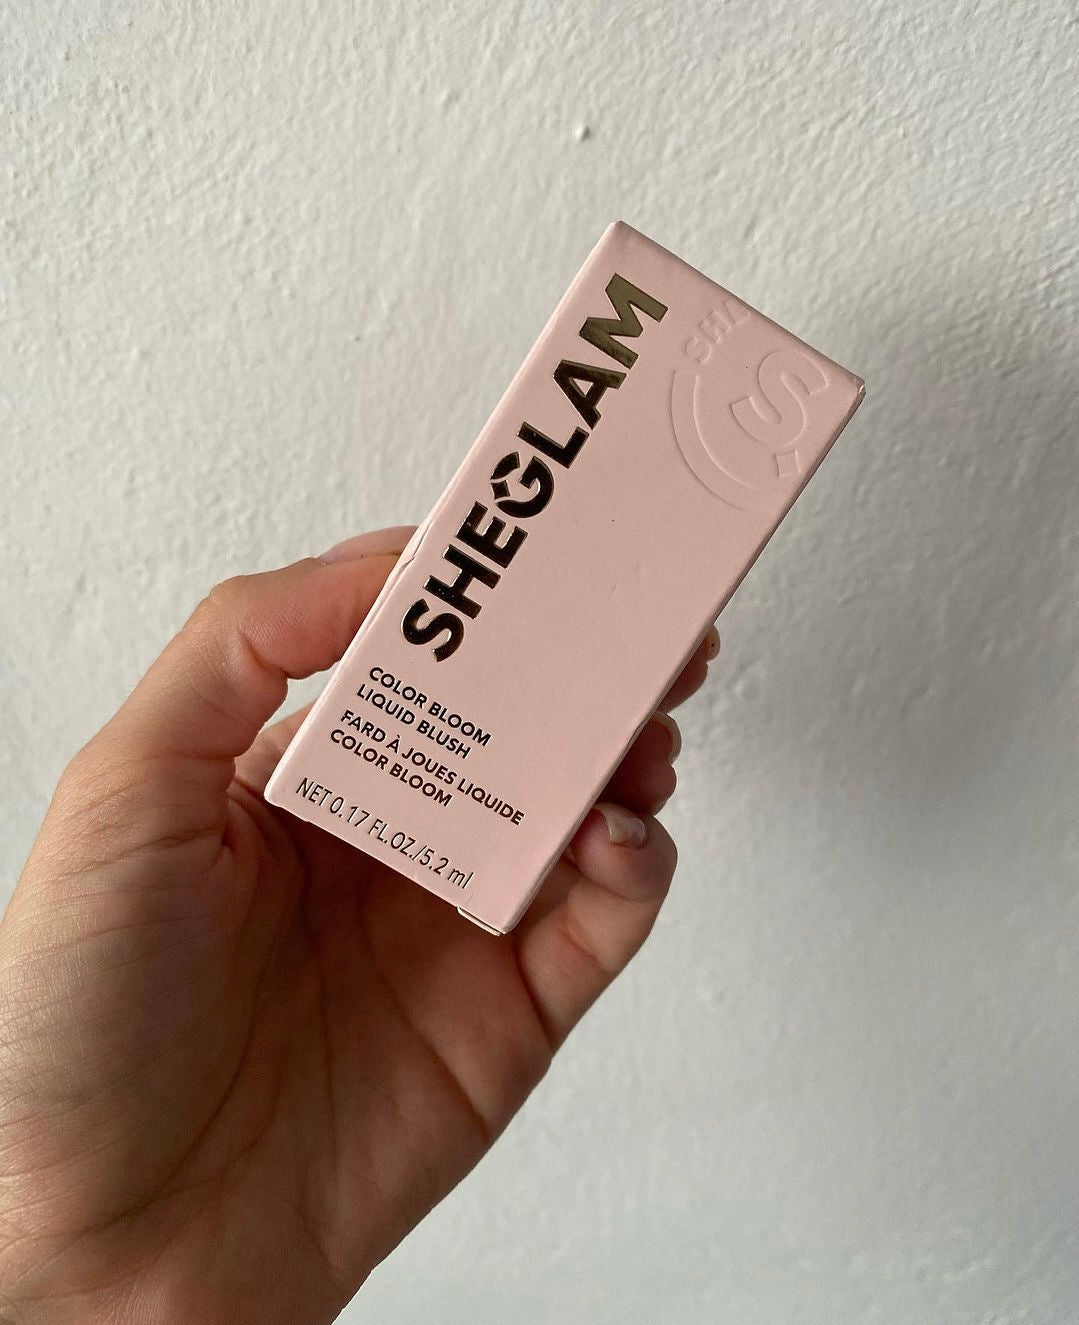 SHEGLAM
COLOR BLOOM
LIQUID BLUSH
FARD À JOUES LIQUIDE
COLOR BLOOM
NET 0.17 FL.OZ./5.2 ml